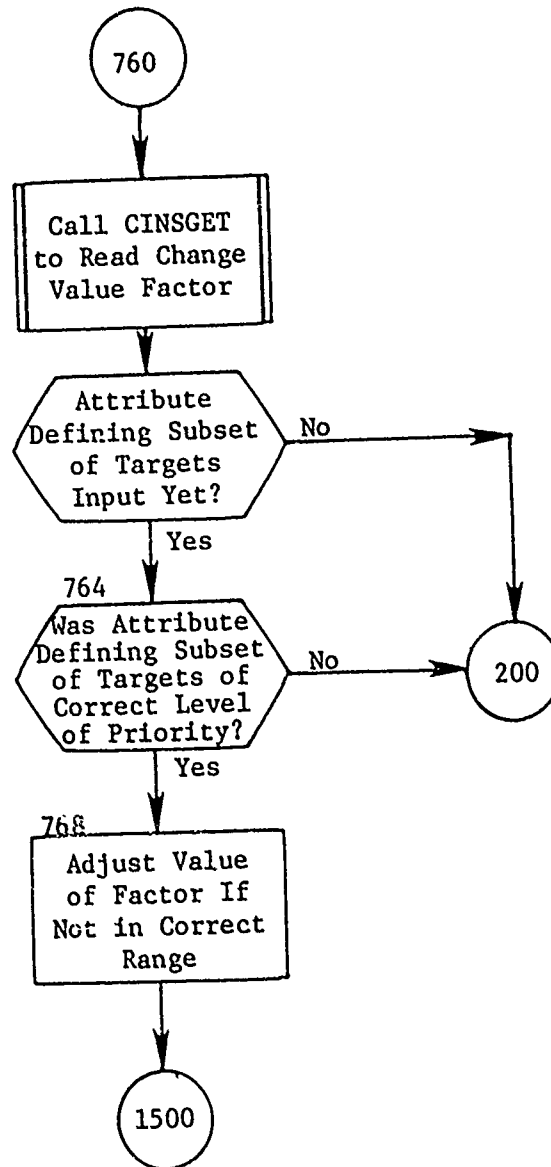 760
Call CINSGET
to Read Change
Value Factor
Attribute
Defining Subset
of Targets
Input Yet?
No
Yes
764
Was Attribute
Defining Subset
of Targets of
Correct Level
of Priority?
No
200
Yes
768
Adjust Value
of Factor If
Not in Correct
Range
1500